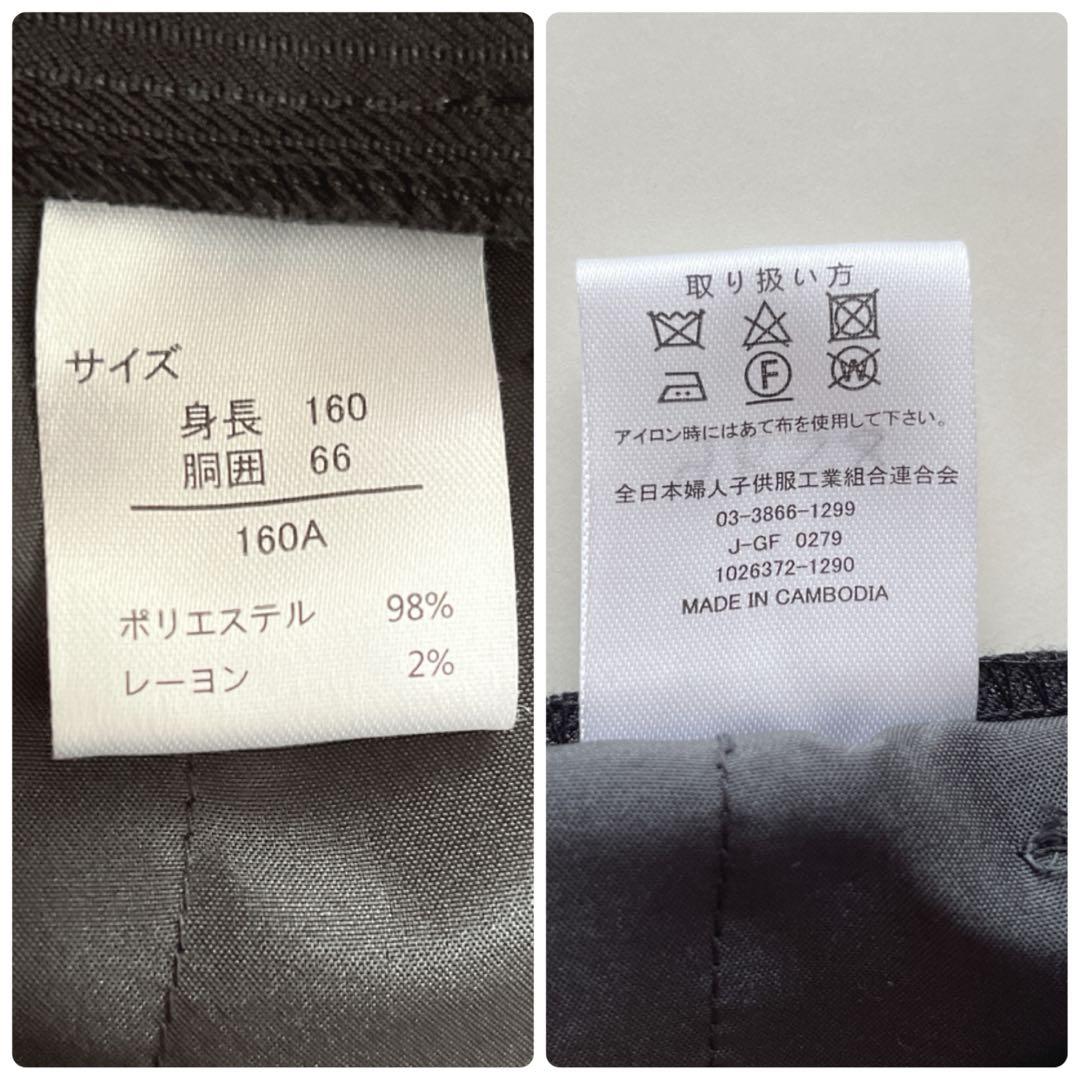 サイズ
身長 160
胴囲 66
160A
ポリエステル 98%
レーヨン 2%
取り扱い方
F
W
アイロン時にはあて布を使用して下さい。
全日本婦人子供服工業組合連合会
03-3866-1299
J-GF 0279
1026372-1290
MADE IN CAMBODIA